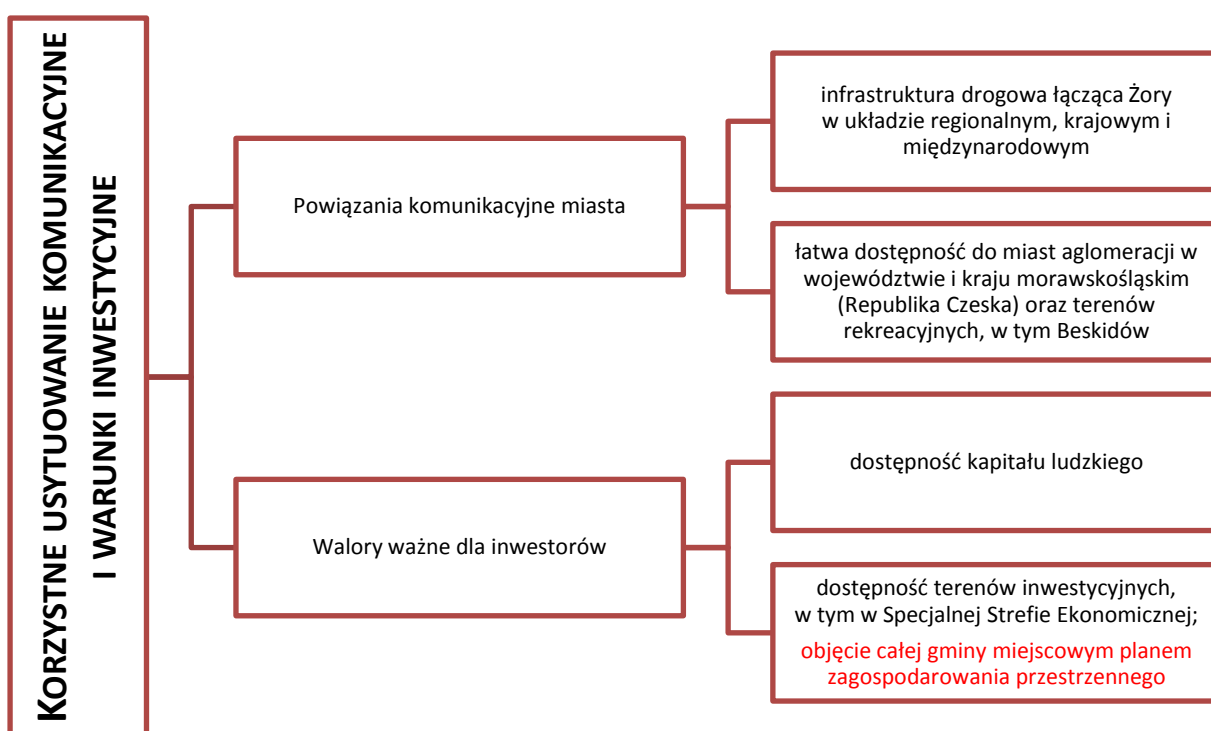 KORZYSTNE USYTUOWANIE KOMUNIKACYJNE
I WARUNKI INWESTYCYJNE
Powiązania komunikacyjne miasta
infrastruktura drogowa łącząca Żory
w układzie regionalnym, krajowym i
międzynarodowym
łatwa dostępność do miast aglomeracji w
województwie i kraju morawskośląskim
(Republika Czeska) oraz terenów
rekreacyjnych, w tym Beskidów
Walory ważne dla inwestorów
dostępność kapitału ludzkiego
dostępność terenów inwestycyjnych,
w tym w Specjalnej Strefie Ekonomicznej;
objęcie całej gminy miejscowym planem
zagospodarowania przestrzennego